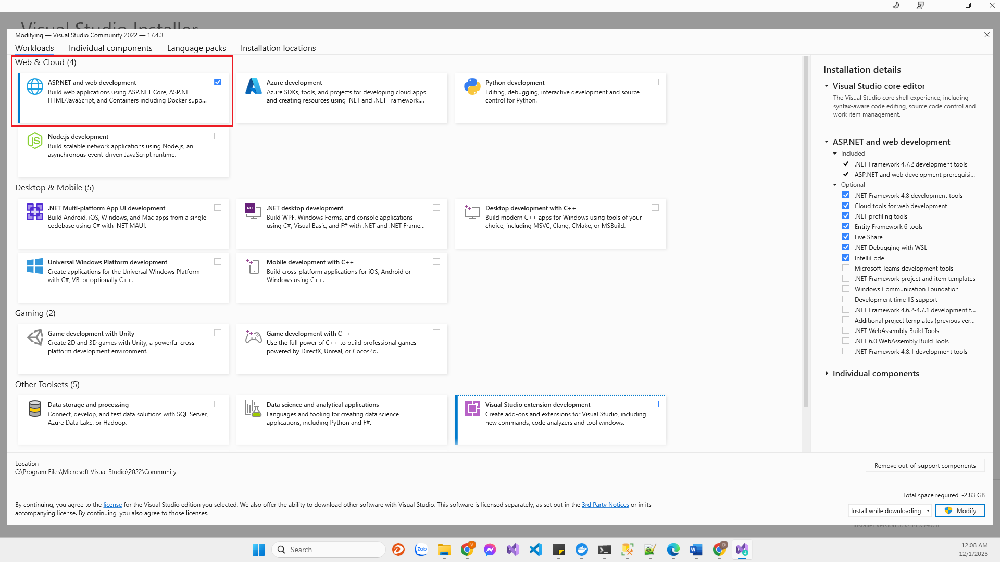 Visual Studio Installer
Modifying — Visual Studio Community 2022 — 17.4.3
Workloads Individual components Language packs Installation locations
Web & Cloud (4)
ASP.NET and web development
Build web applications using ASP.NET Core, ASP.NET,
HTML/JavaScript, and Containers including Docker supp...
Azure development
Azure SDKs, tools, and projects for developing cloud apps
and creating resources using .NET and .NET Framework....
Python development
Editing, debugging, interactive development and source
control for Python.
Node.js development
Build scalable network applications using Node.js, an
asynchronous event-driven JavaScript runtime.
Desktop & Mobile (5)
.NET Multi-platform App UI development
Build Android, iOS, Windows, and Mac apps from a single
codebase using C# with .NET MAUI.
.NET
.NET desktop development
Build WPF, Windows Forms, and console applications
using C#, Visual Basic, and F# with .NET and .NET Frame...
Desktop development with C++
Build modern C++ apps for Windows using tools of your
choice, including MSVC, Clang, CMake, or MSBuild.
Universal Windows Platform development
Create applications for the Universal Windows Platform
with C#, VB, or optionally C++.
Mobile development with C++
Build cross-platform applications for iOS, Android or
Windows using C++.
Gaming (2)
Game development with Unity
Create 2D and 3D games with Unity, a powerful cross-
platform development environment.
Game development with C++
Use the full power of C++ to build professional games
powered by DirectX, Unreal, or Cocos2d.
Other Toolsets (5)
Data storage and processing
Connect, develop, and test data solutions with SQL Server,
Azure Data Lake, or Hadoop.
Data science and analytical applications
Languages and tooling for creating data science
applications, including Python and F#.
Visual Studio extension development
Create add-ons and extensions for Visual Studio, including
new commands, code analyzers and tool windows.
Installation details
Visual Studio core editor
The Visual Studio core shell experience, including
syntax-aware code editing, source code control and
work item management.
ASP.NET and web development
Included
.NET Framework 4.7.2 development tools
ASP.NET and web development prerequisi...
Optional
.NET Framework 4.8 development tools
Cloud tools for web development
.NET profiling tools
Entity Framework 6 tools
Live Share
.NET Debugging with WSL
IntelliCode
Microsoft Teams development tools
.NET Framework project and item templates
Windows Communication Foundation
Development time IIS support
.NET Framework 4.6.2-4.7.1 development t...
Additional project templates (previous ver...
.NET WebAssembly Build Tools
.NET 6.0 WebAssembly Build Tools
.NET Framework 4.8.1 development tools
Individual components
Location
C:\Program Files\Microsoft Visual Studio\2022\Community
Remove out-of-support components
Total space required -2.83 GB
By continuing, you agree to the license for the Visual Studio edition you selected. We also offer the ability to download other software with Visual Studio. This software is licensed separately, as set out in the 3rd Party Notices or in its
accompanying license. By continuing, you also agree to those licenses.
Install while downloading
Modify
Search
Zalo
V
D
12:08 AM
12/1/2023